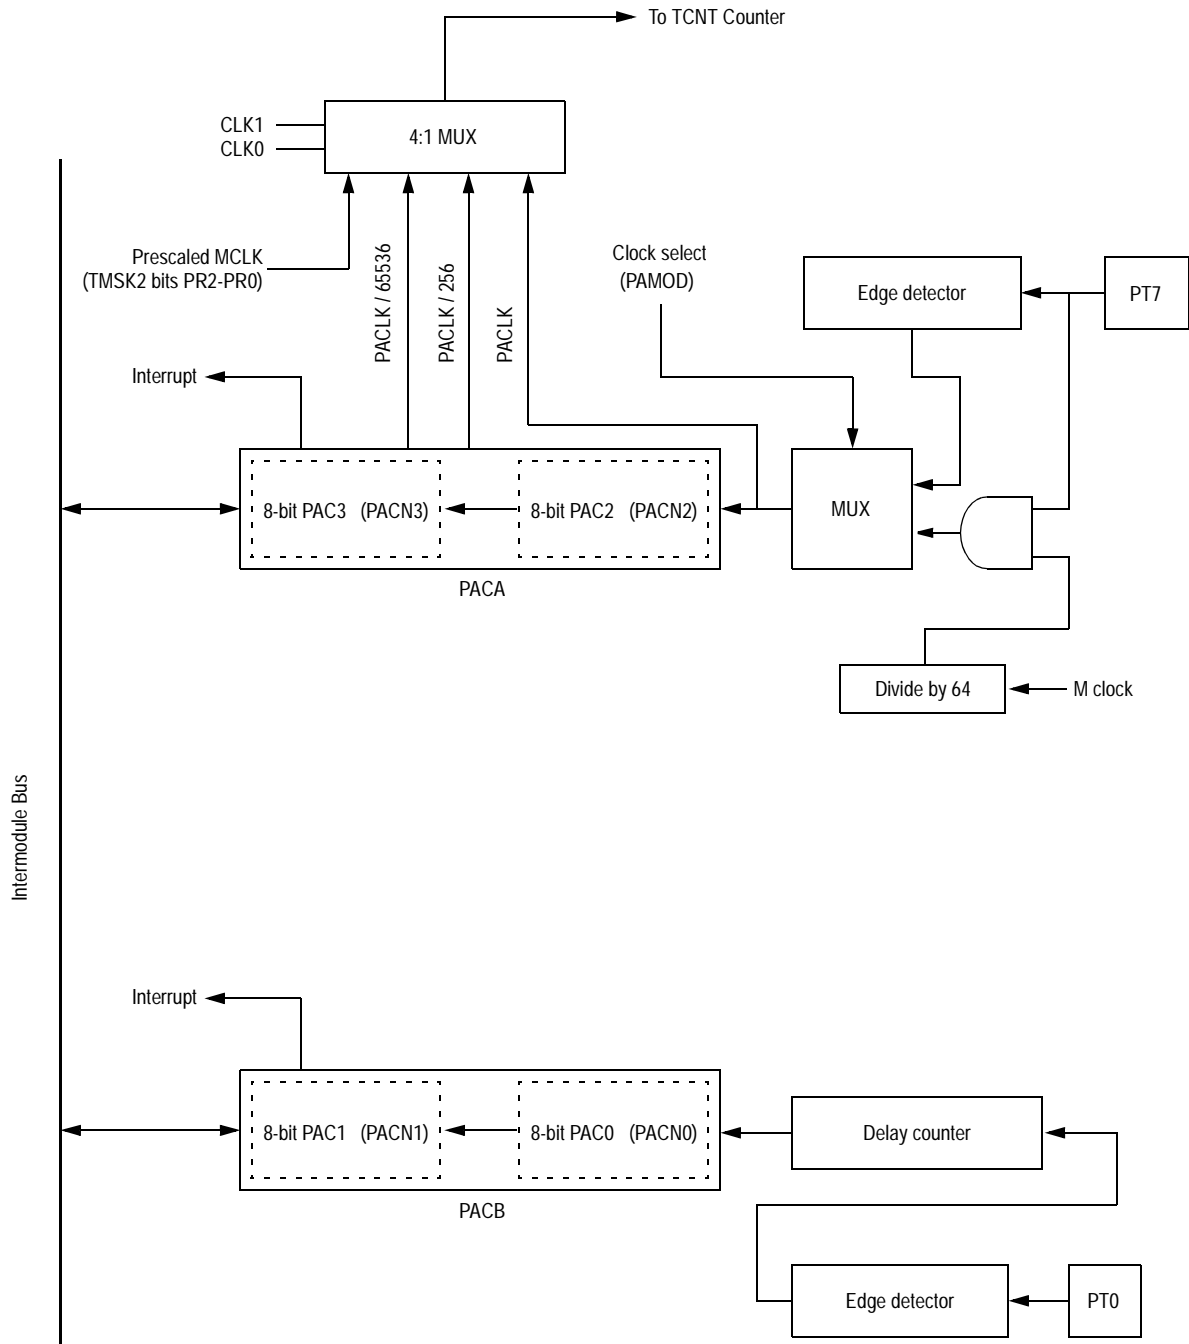 To TCNT Counter
CLK1
CLK0
4:1 MUX
Prescaled MCLK
(TMSK2 bits PR2-PR0)
PACLK / 65536
PACLK / 256
PACLK
Clock select
(PAMOD)
Edge detector
PT7
Interrupt
8-bit PAC3 (PACN3)
8-bit PAC2 (PACN2)
MUX
PACA
Divide by 64
M clock
Intermodule Bus
Interrupt
8-bit PAC1 (PACN1)
8-bit PAC0 (PACN0)
Delay counter
PACB
Edge detector
PT0